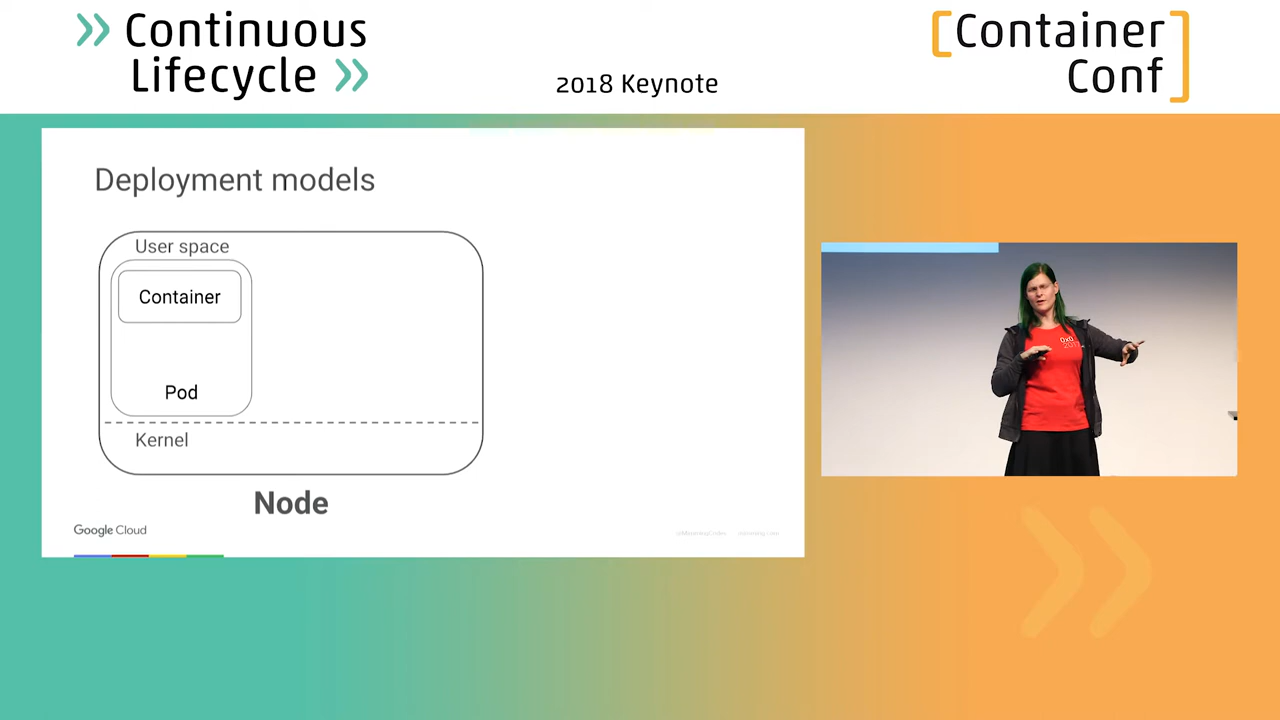 >> Continuous
Lifecycle >>
2018 Keynote
[Container
Conf]
Deployment models
User space
Container
Pod
Kernel
Node
Google Cloud